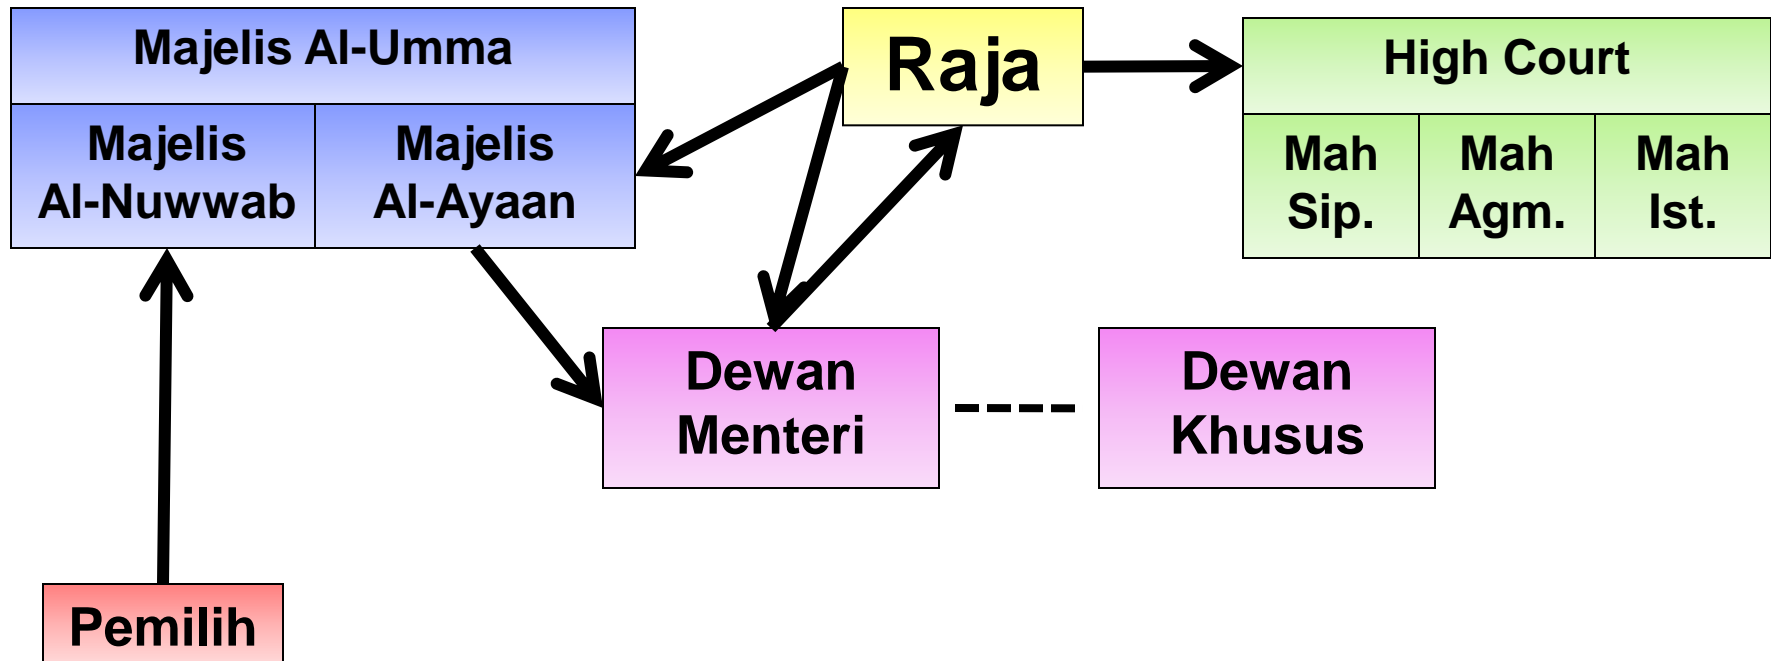 Majelis Al-Umma
Majelis
Al-Nuwwab
Majelis
Al-Ayaan
Raja
High Court
Mah
Sip.
Mah
Agm.
Mah
Ist.
Dewan
Menteri
Dewan
Khusus
Pemilih